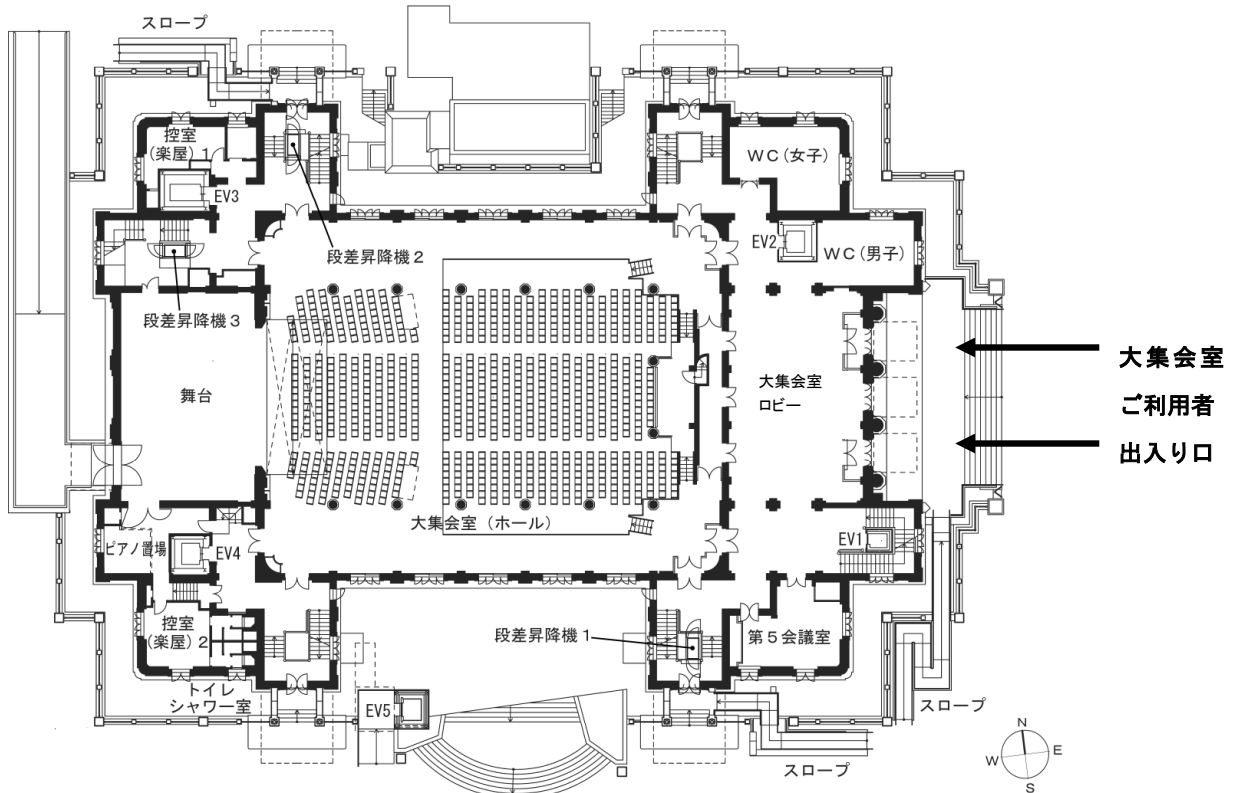 スロープ
控室
(楽屋) 1
WC(女子)
EV3
段差昇降機2
EV2
WC(男子)
段差昇降機3
大集会室
ご利用者
出入り口
舞台
大集会室
ロビー
大集会室 (ホール)
ピアノ置場
EV4
EV1
控室
(楽屋) 2
段差昇降機1
第5会議室
トイレ
シャワー室
EV5
スロープ
スロープ
N
W
E
S